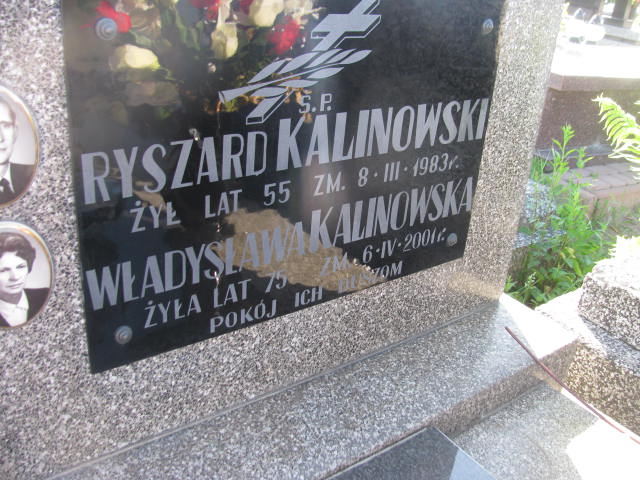 Ś.P.
RYSZARD KALINOWSKI
ŻYŁ LAT 55 ZM. 8·III·1983r.
WŁADYSŁAWA KALINOWSKA
ŻYŁA LAT 75 ZM. 6·IV·2001r.
POKÓJ ICH DUSZOM